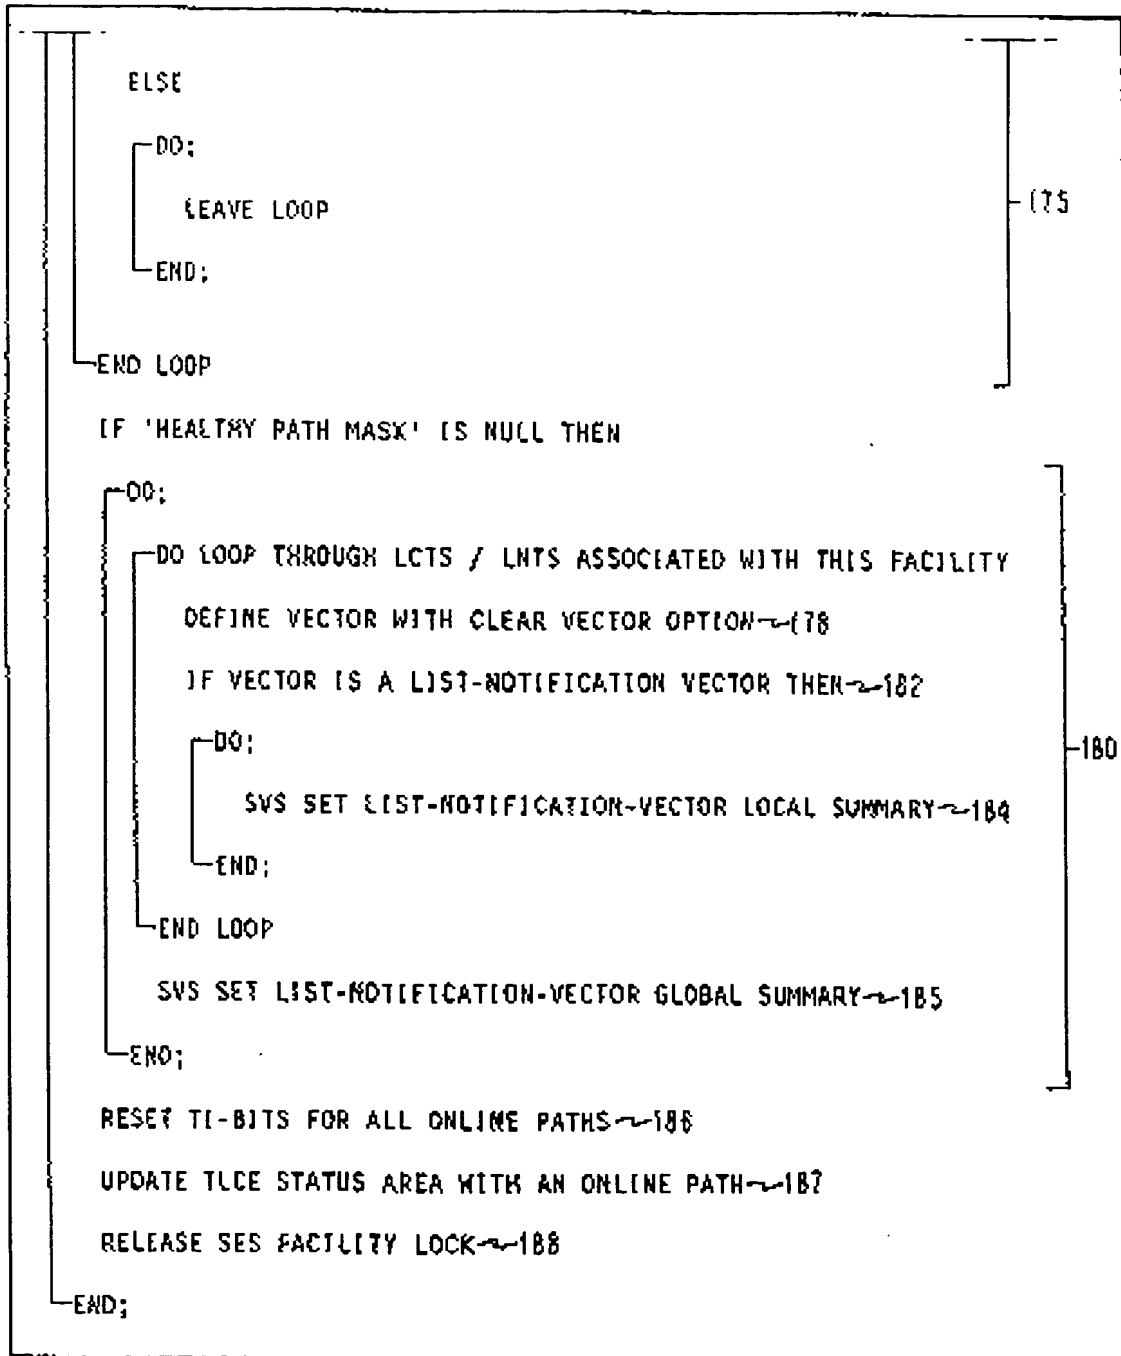 ELSE
DO;
LEAVE LOOP
175
END;
END LOOP
IF 'HEALTHY PATH MASK' IS NULL THEN
DO;
DO LOOP THROUGH LCTS / LNTS ASSOCIATED WITH THIS FACILITY
DEFINE VECTOR WITH CLEAR VECTOR OPTION 178
IF VECTOR IS A LIST-NOTIFICATION VECTOR THEN 182
DO;
180
SVS SET LIST-NOTIFICATION-VECTOR LOCAL SUMMARY 184
END;
END LOOP
SVS SET LIST-NOTIFICATION-VECTOR GLOBAL SUMMARY 185
END;
RESET TI-BITS FOR ALL ONLINE PATHS 186
UPDATE TLCE STATUS AREA WITH AN ONLINE PATH 187
RELEASE SES FACILITY LOCK 188
END;